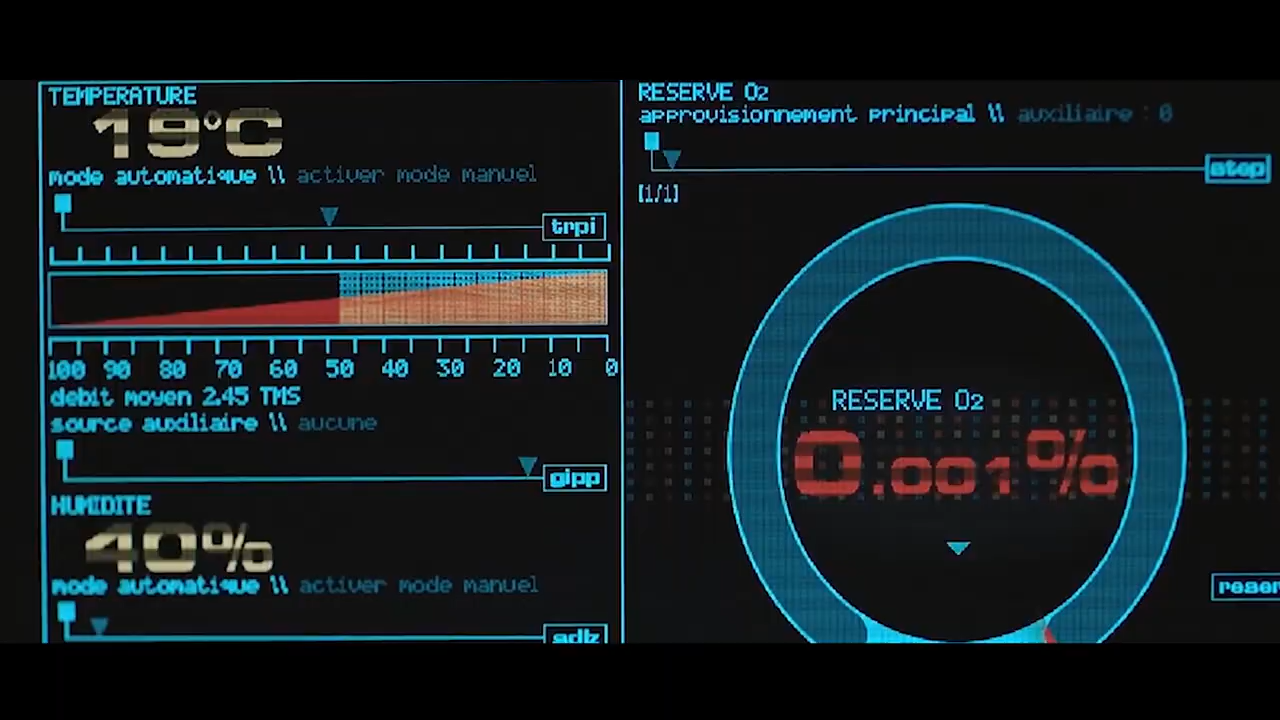 TEMPERATURE
19°C
mode automatique \\ activer mode manuel
trpi
100 90 80 70 60 50 40 30 20 10 0
debit moyen 2.45 TMS
source auxiliaire \\ aucune
gipp
HUMIDITE
40%
mode automatique \\ activer mode manuel
RESERVE O2
approvisionnement principal \\ auxiliaire : 0
step
[1/1]
RESERVE O2
0.001%
reser